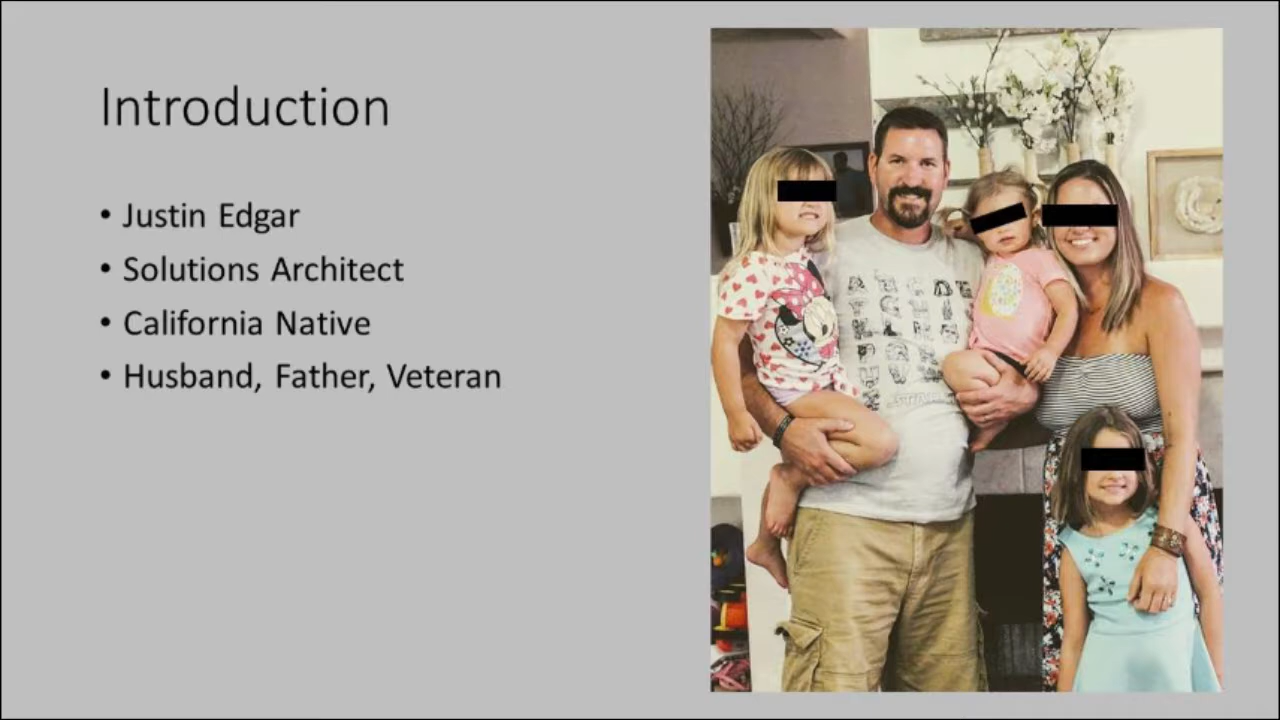 Introduction
• Justin Edgar
• Solutions Architect
• California Native
• Husband, Father, Veteran